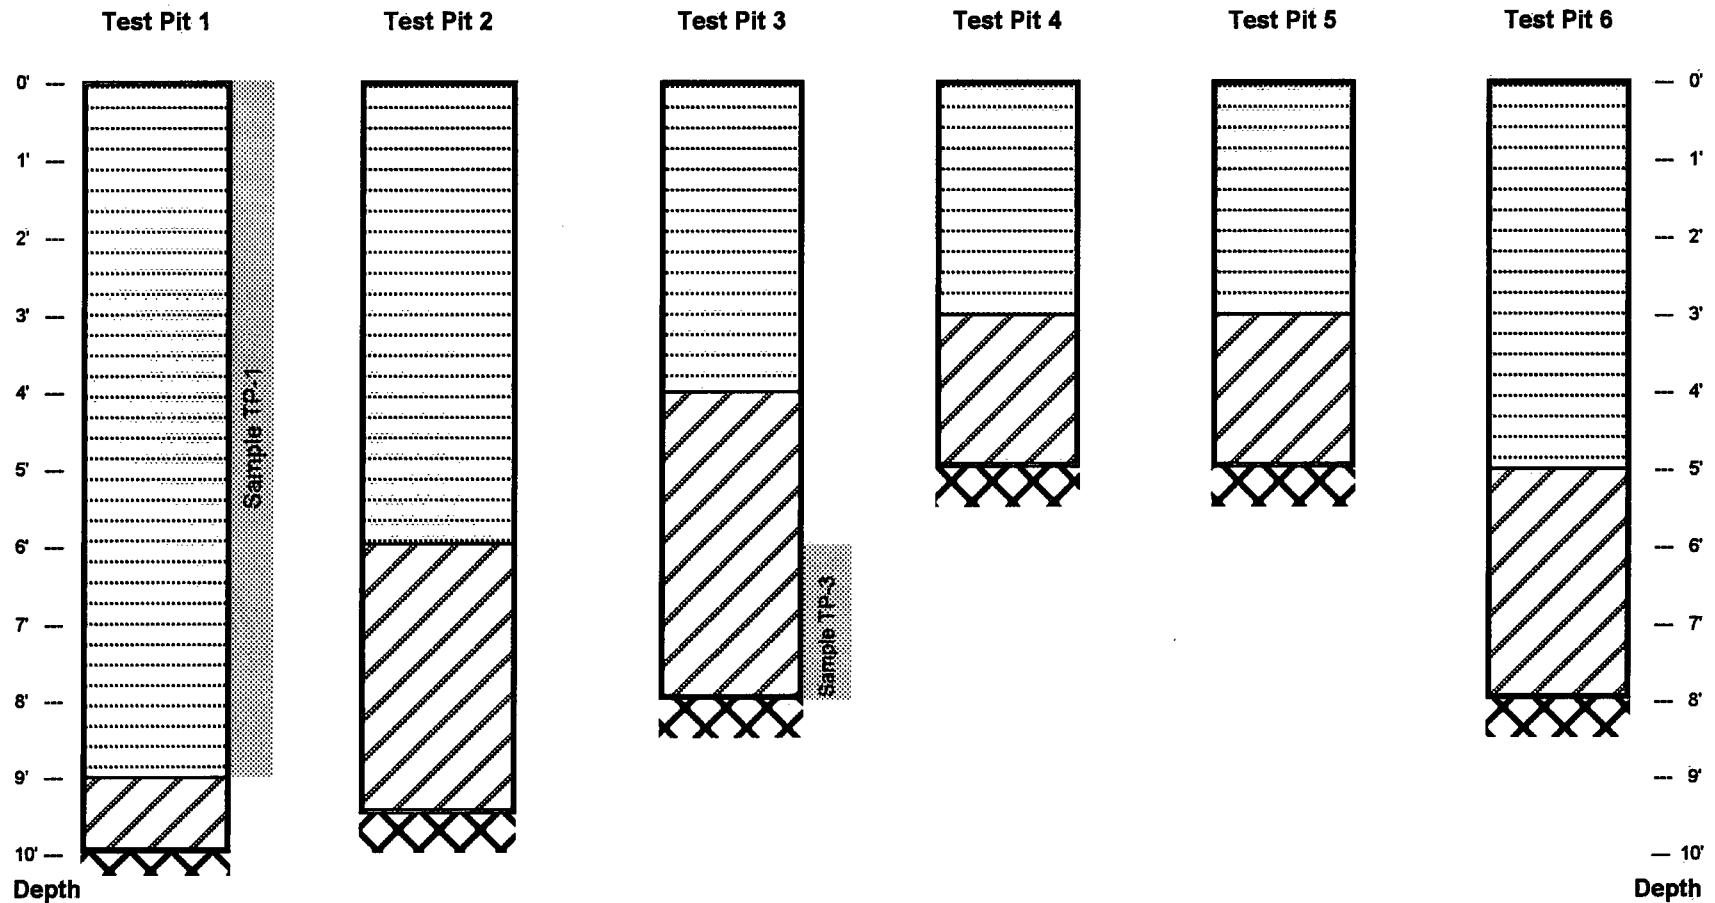 Test Pit 1 Test Pit 2 Test Pit 3 Test Pit 4 Test Pit 5 Test Pit 6
0' --- --- 0'
1' --- --- 1'
2' --- --- 2'
3' --- --- 3'
4' --- --- 4'
5' --- --- 5'
6' --- --- 6'
7' --- --- 7'
8' --- --- 8'
9' --- --- 9'
10' --- --- 10'
Depth Depth
Sample TP-1
Sample TP-3